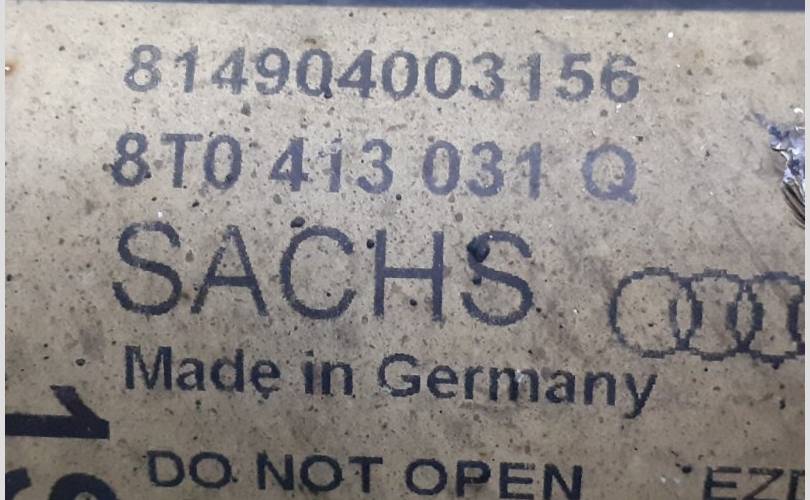 814904003156
8T0 413 031 Q
SACHS
Made in Germany
DO NOT OPEN